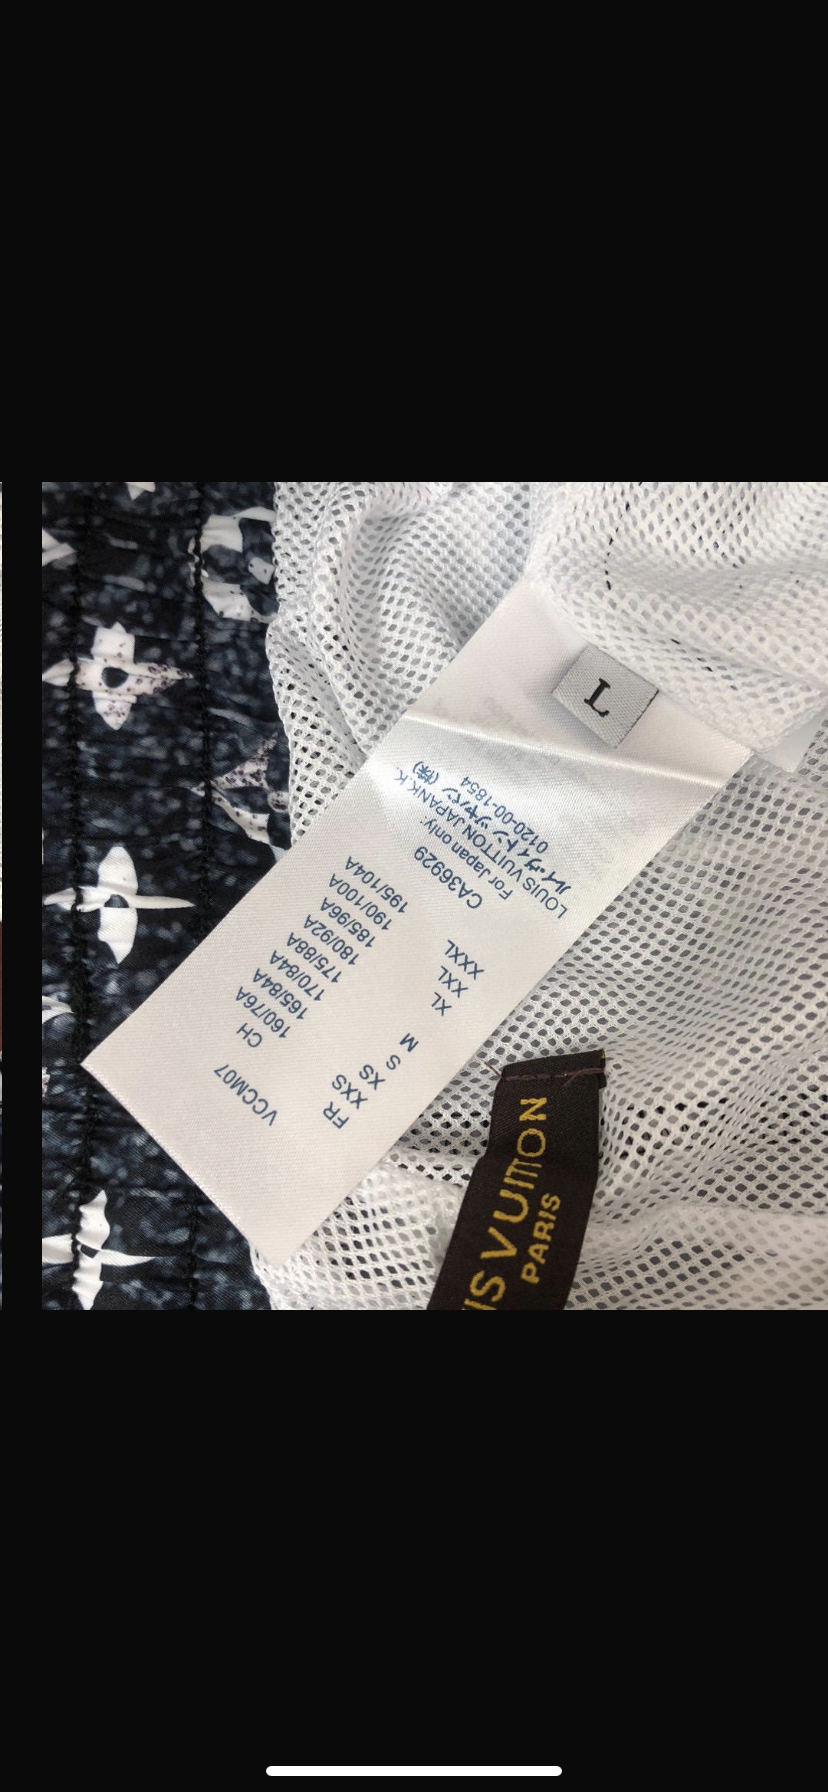 VCCM07
FR CH
XXS 160/76A
XS 165/84A
S 170/84A
M 175/88A
180/92A
XL 185/96A
XXL 190/100A
XXXL 195/104A
CA36929
For Japan only:
LOUIS VUITTON JAPAN K.K.
ルイ・ヴィトン ジャパン (株)
0120-00-1854
L
IS VUITTON
PARIS